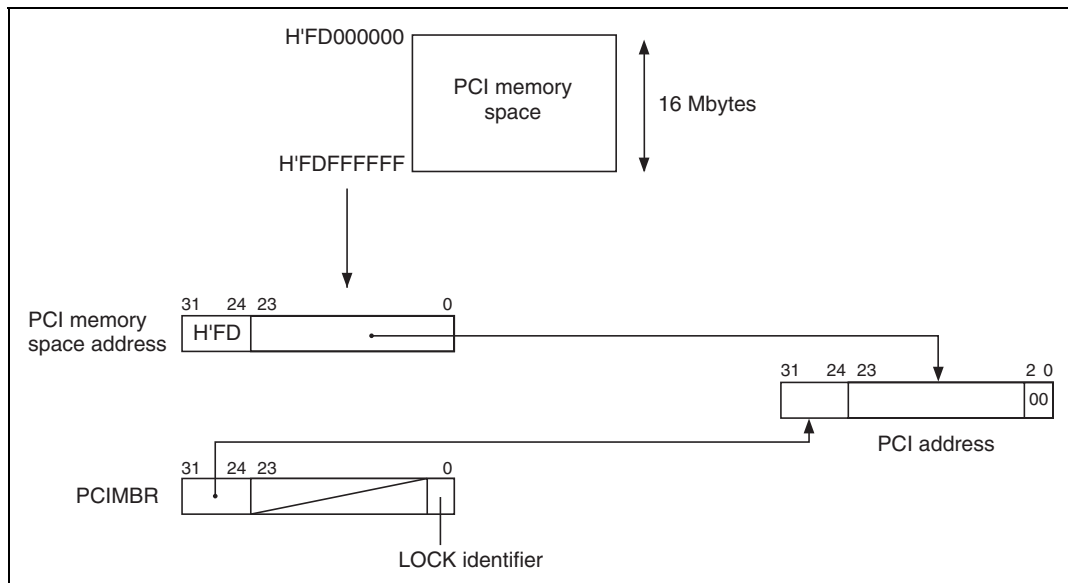 H'FD000000
PCI memory
space
16 Mbytes
H'FDFFFFFF
31 24 23 0
PCI memory
space address
H'FD
31 24 23 2 0
00
PCI address
31 24 23 0
PCIMBR
LOCK identifier